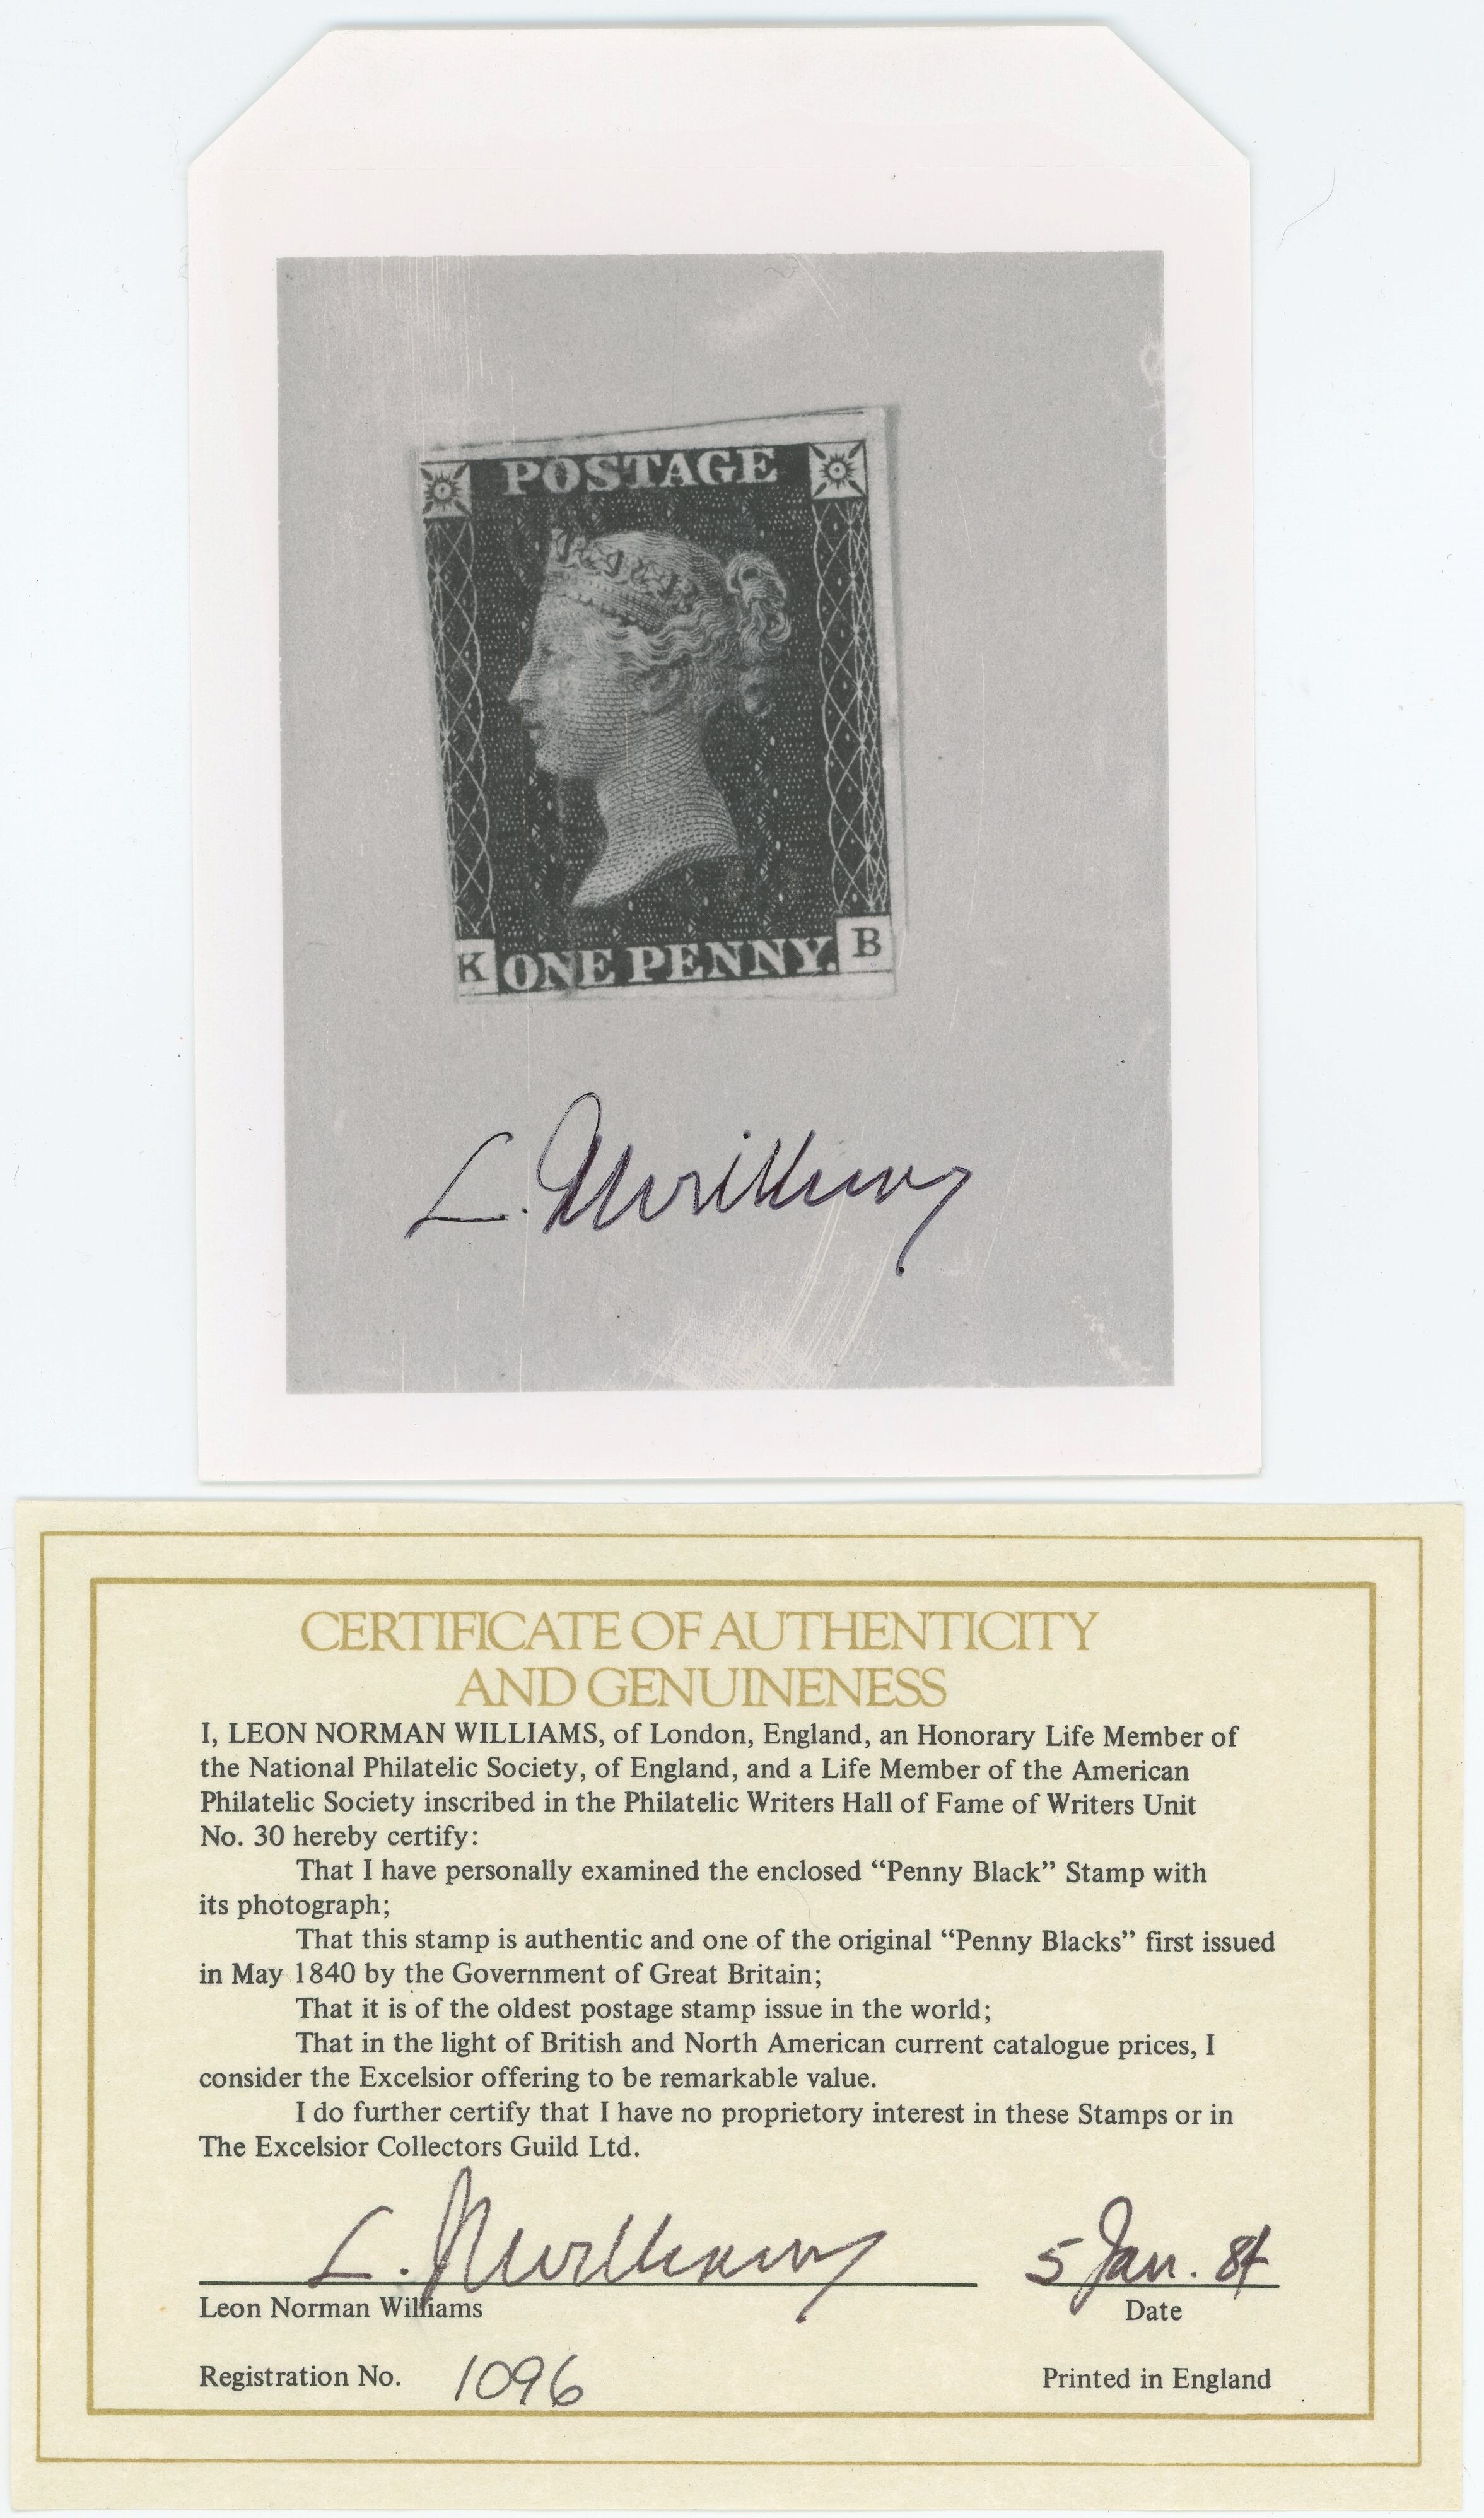 POSTAGE
K ONE PENNY. B
L. N. Williams
CERTIFICATE OF AUTHENTICITY
AND GENUINENESS
I, LEON NORMAN WILLIAMS, of London, England, an Honorary Life Member of
the National Philatelic Society, of England, and a Life Member of the American
Philatelic Society inscribed in the Philatelic Writers Hall of Fame of Writers Unit
No. 30 hereby certify:
That I have personally examined the enclosed “Penny Black” Stamp with
its photograph;
That this stamp is authentic and one of the original “Penny Blacks” first issued
in May 1840 by the Government of Great Britain;
That it is of the oldest postage stamp issue in the world;
That in the light of British and North American current catalogue prices, I
consider the Excelsior offering to be remarkable value.
I do further certify that I have no proprietory interest in these Stamps or in
The Excelsior Collectors Guild Ltd.
L. N. Williams 5 Jan. 84
Leon Norman Williams Date
Registration No. 1096 Printed in England